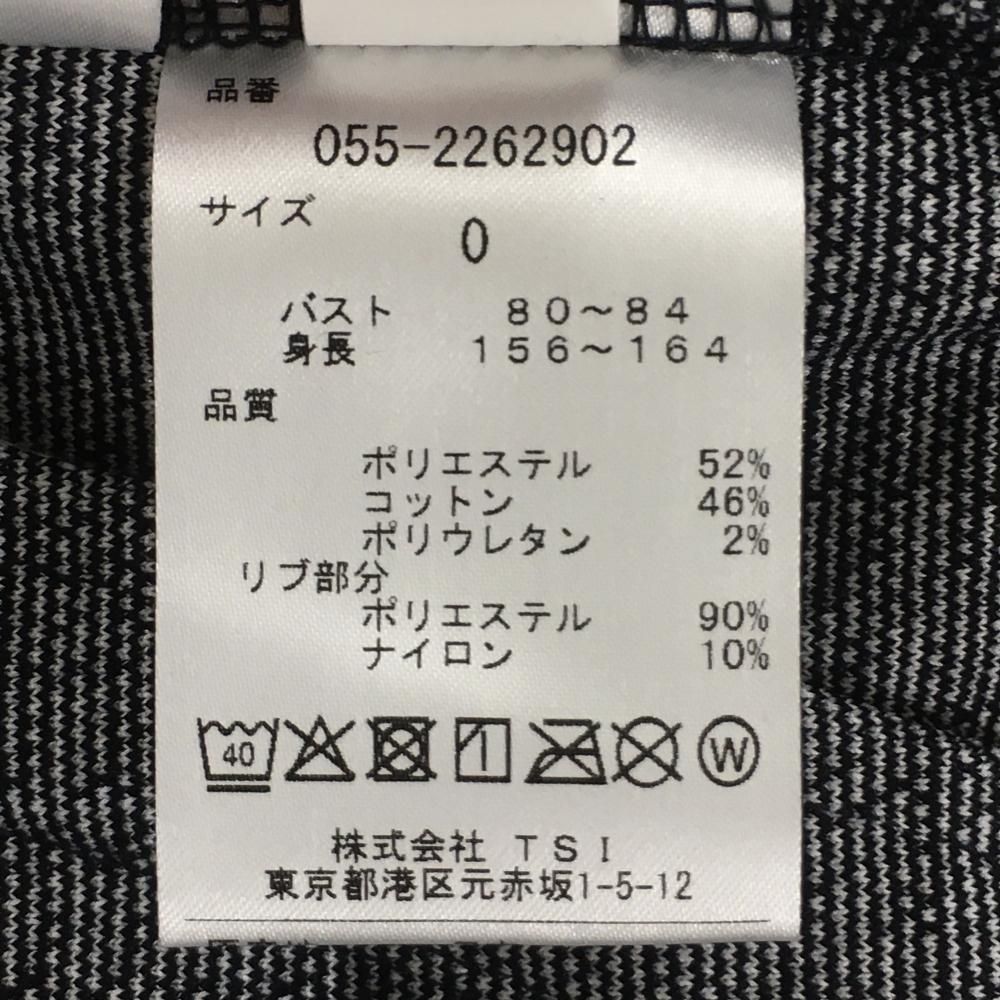 品番
055-2262902
サイズ
0
バスト 80～84
身長 156～164
品質
ポリエステル 52%
コットン 46%
ポリウレタン 2%
リブ部分
ポリエステル 90%
ナイロン 10%
40 W
株式会社 TSI
東京都港区元赤坂1-5-12